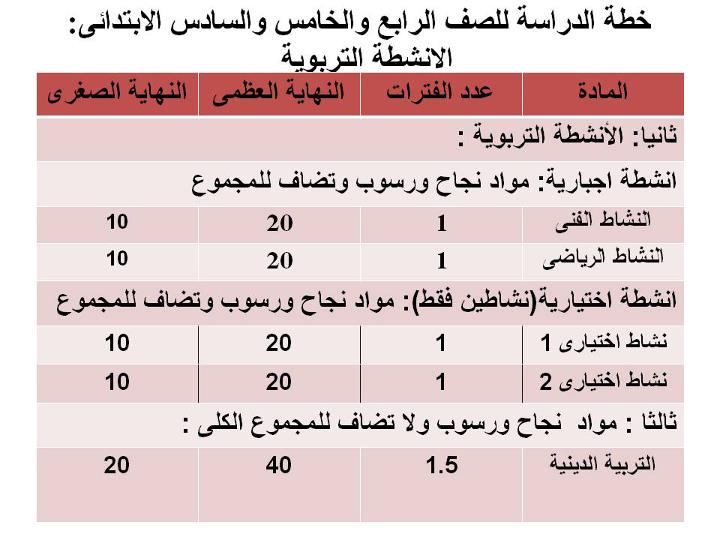 خطة الدراسة للصف الرابع والخامس والسادس الابتدائى:
الانشطة التربوية
المادة عدد الفترات النهاية العظمى النهاية الصغرى
ثانيا: الأنشطة التربوية :
انشطة اجبارية: مواد نجاح ورسوب وتضاف للمجموع
النشاط الفنى 1 20 10
النشاط الرياضى 1 20 10
انشطة اختيارية(نشاطين فقط): مواد نجاح ورسوب وتضاف للمجموع
نشاط اختيارى 1 1 20 10
نشاط اختيارى 2 1 20 10
ثالثا : مواد نجاح ورسوب ولا تضاف للمجموع الكلى :
التربية الدينية 1.5 40 20